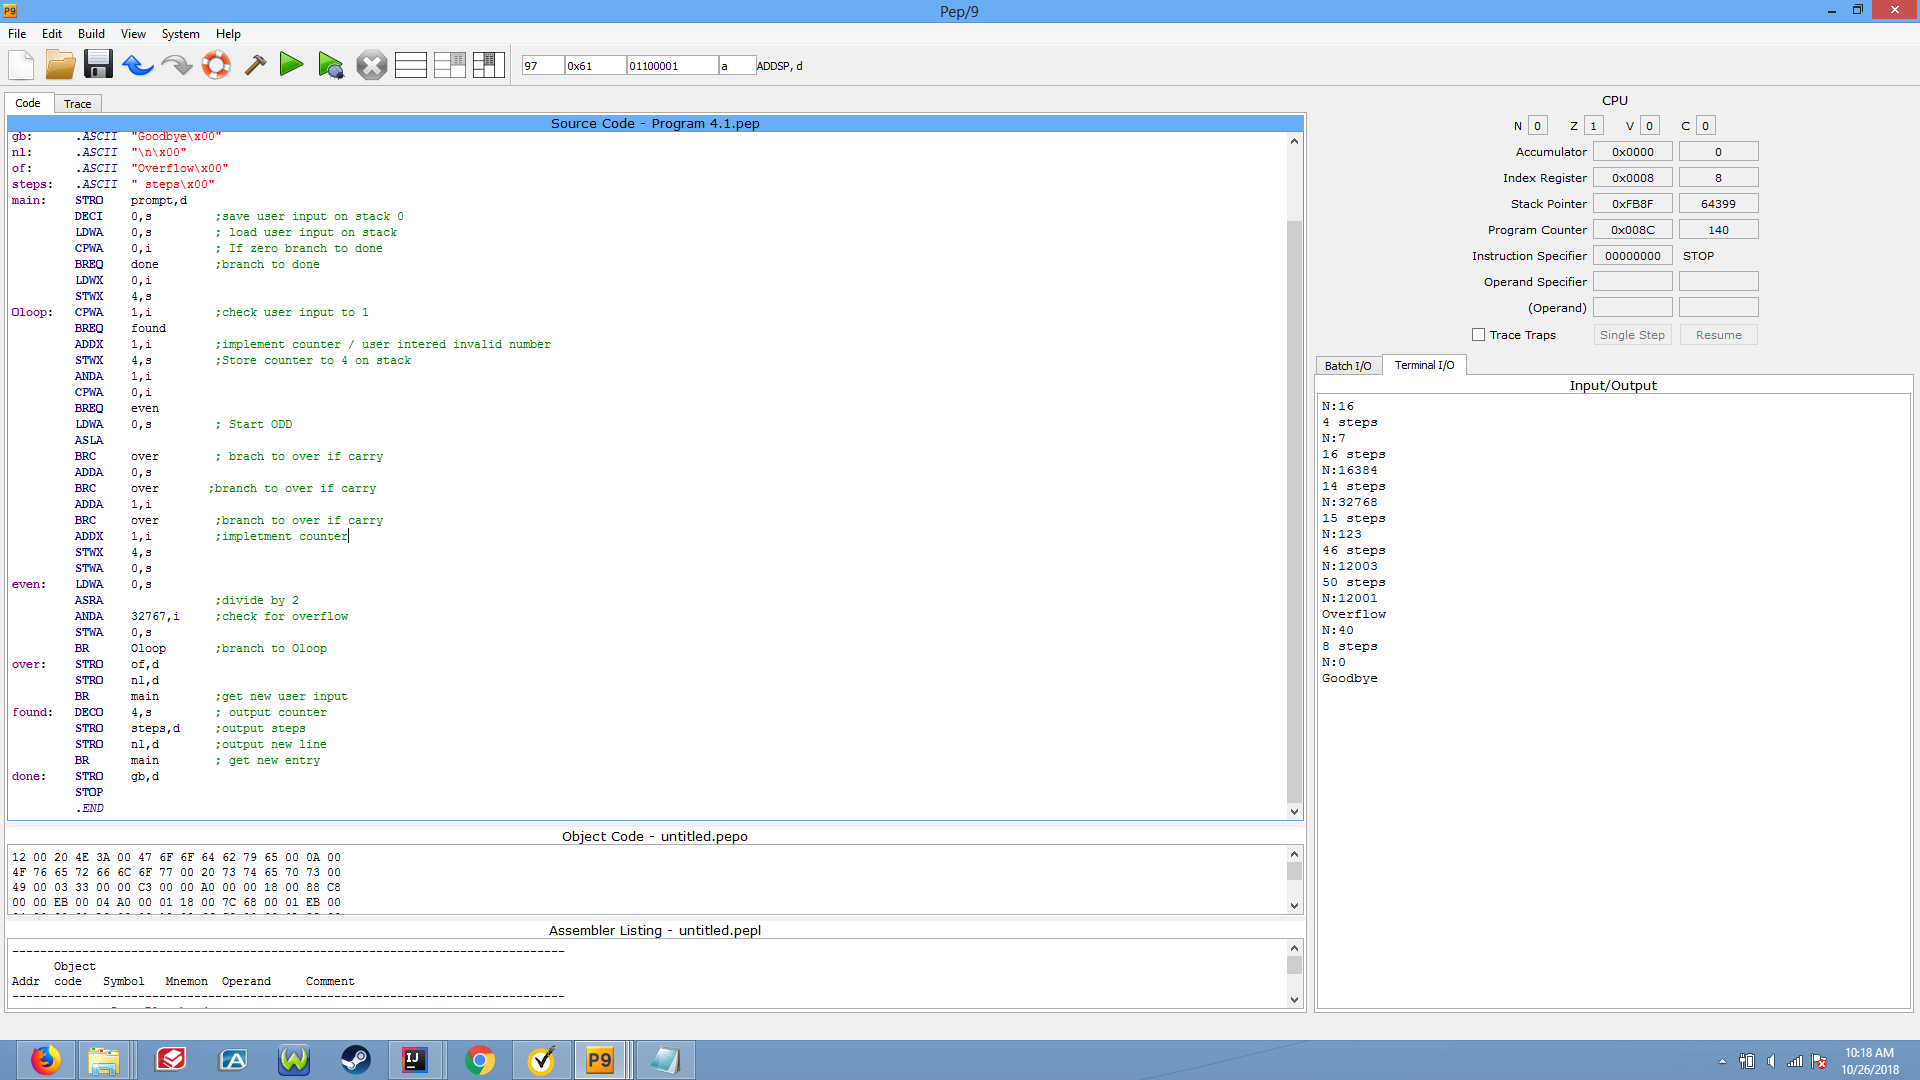 Pep/9
File Edit Build View System Help
97 0x61 01100001 a ADDSP, d
Code Trace
Source Code - Program 4.1.pep
gb: .ASCII "Goodbye\x00"
nl: .ASCII "\n\x00"
of: .ASCII "Overflow\x00"
steps: .ASCII " steps\x00"
main: STRO prompt,d
DECI 0,s ;save user input on stack 0
LDWA 0,s ; load user input on stack
CPWA 0,i ; If zero branch to done
BREQ done ;branch to done
LDWX 0,i
STWX 4,s
Oloop: CPWA 1,i ;check user input to 1
BREQ found
ADDX 1,i ;implement counter / user intered invalid number
STWX 4,s ;Store counter to 4 on stack
ANDA 1,i
CPWA 0,i
BREQ even
LDWA 0,s ; Start ODD
ASLA
BRC over ; brach to over if carry
ADDA 0,s
BRC over ;branch to over if carry
ADDA 1,i
BRC over ;branch to over if carry
ADDX 1,i ;impletment counter
STWX 4,s
STWA 0,s
even: LDWA 0,s
ASRA ;divide by 2
ANDA 32767,i ;check for overflow
STWA 0,s
BR Oloop ;branch to Oloop
over: STRO of,d
STRO nl,d
BR main ;get new user input
found: DECO 4,s ; output counter
STRO steps,d ;output steps
STRO nl,d ;output new line
BR main ; get new entry
done: STRO gb,d
STOP
.END
Object Code - untitled.pepo
12 00 20 4E 3A 00 47 6F 6F 64 62 79 65 00 0A 00
4F 76 65 72 66 6C 6F 77 00 20 73 74 65 70 73 00
49 00 03 33 00 00 C3 00 00 A0 00 00 18 00 88 C8
00 00 EB 00 04 A0 00 01 18 00 7C 68 00 01 EB 00
Assembler Listing - untitled.pepl
-------------------------------------------------------------------------------
Object
Addr code Symbol Mnemon Operand Comment
-------------------------------------------------------------------------------
CPU
N 0 Z 1 V 0 C 0
Accumulator 0x0000 0
Index Register 0x0008 8
Stack Pointer 0xFB8F 64399
Program Counter 0x008C 140
Instruction Specifier 00000000 STOP
Operand Specifier
(Operand)
Trace Traps Single Step Resume
Batch I/O Terminal I/O
Input/Output
N:16
4 steps
N:7
16 steps
N:16384
14 steps
N:32768
15 steps
N:123
46 steps
N:12003
50 steps
N:12001
Overflow
N:40
8 steps
N:0
Goodbye
10:18 AM
10/26/2018